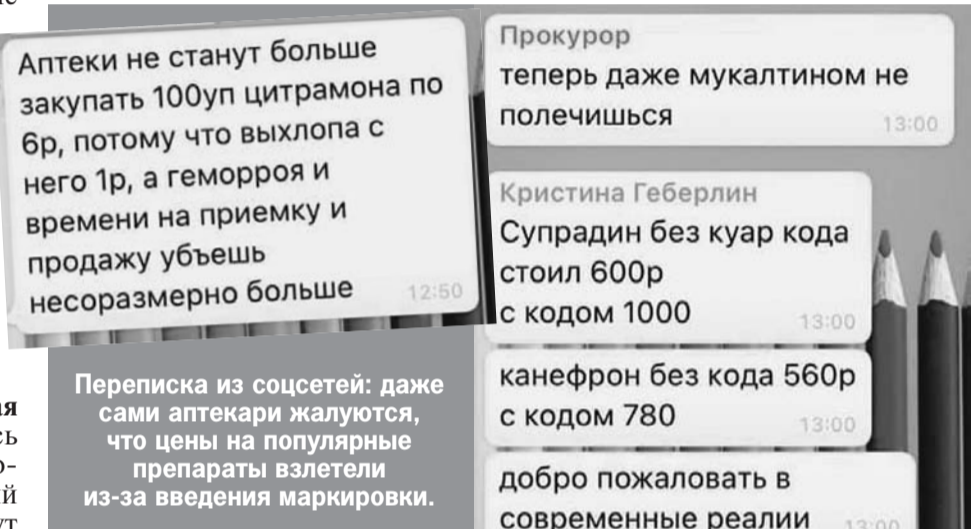 Аптеки не станут больше
закупать 100уп цитрамона по
6р, потому что выхлопа с
него 1р, а геморроя и
времени на приемку и
продажу убъешь
несоразмерно больше
12:50
Прокурор
теперь даже мукалтином не
полечишься
13:00
Кристина Геберлин
Супрадин без куар кода
стоил 600р
с кодом 1000
13:00
канефрон без кода 560р
с кодом 780
13:00
добро пожаловать в
современные реалии
13:00
Переписка из соцсетей: даже
сами аптекари жалуются,
что цены на популярные
препараты взлетели
из-за введения маркировки.